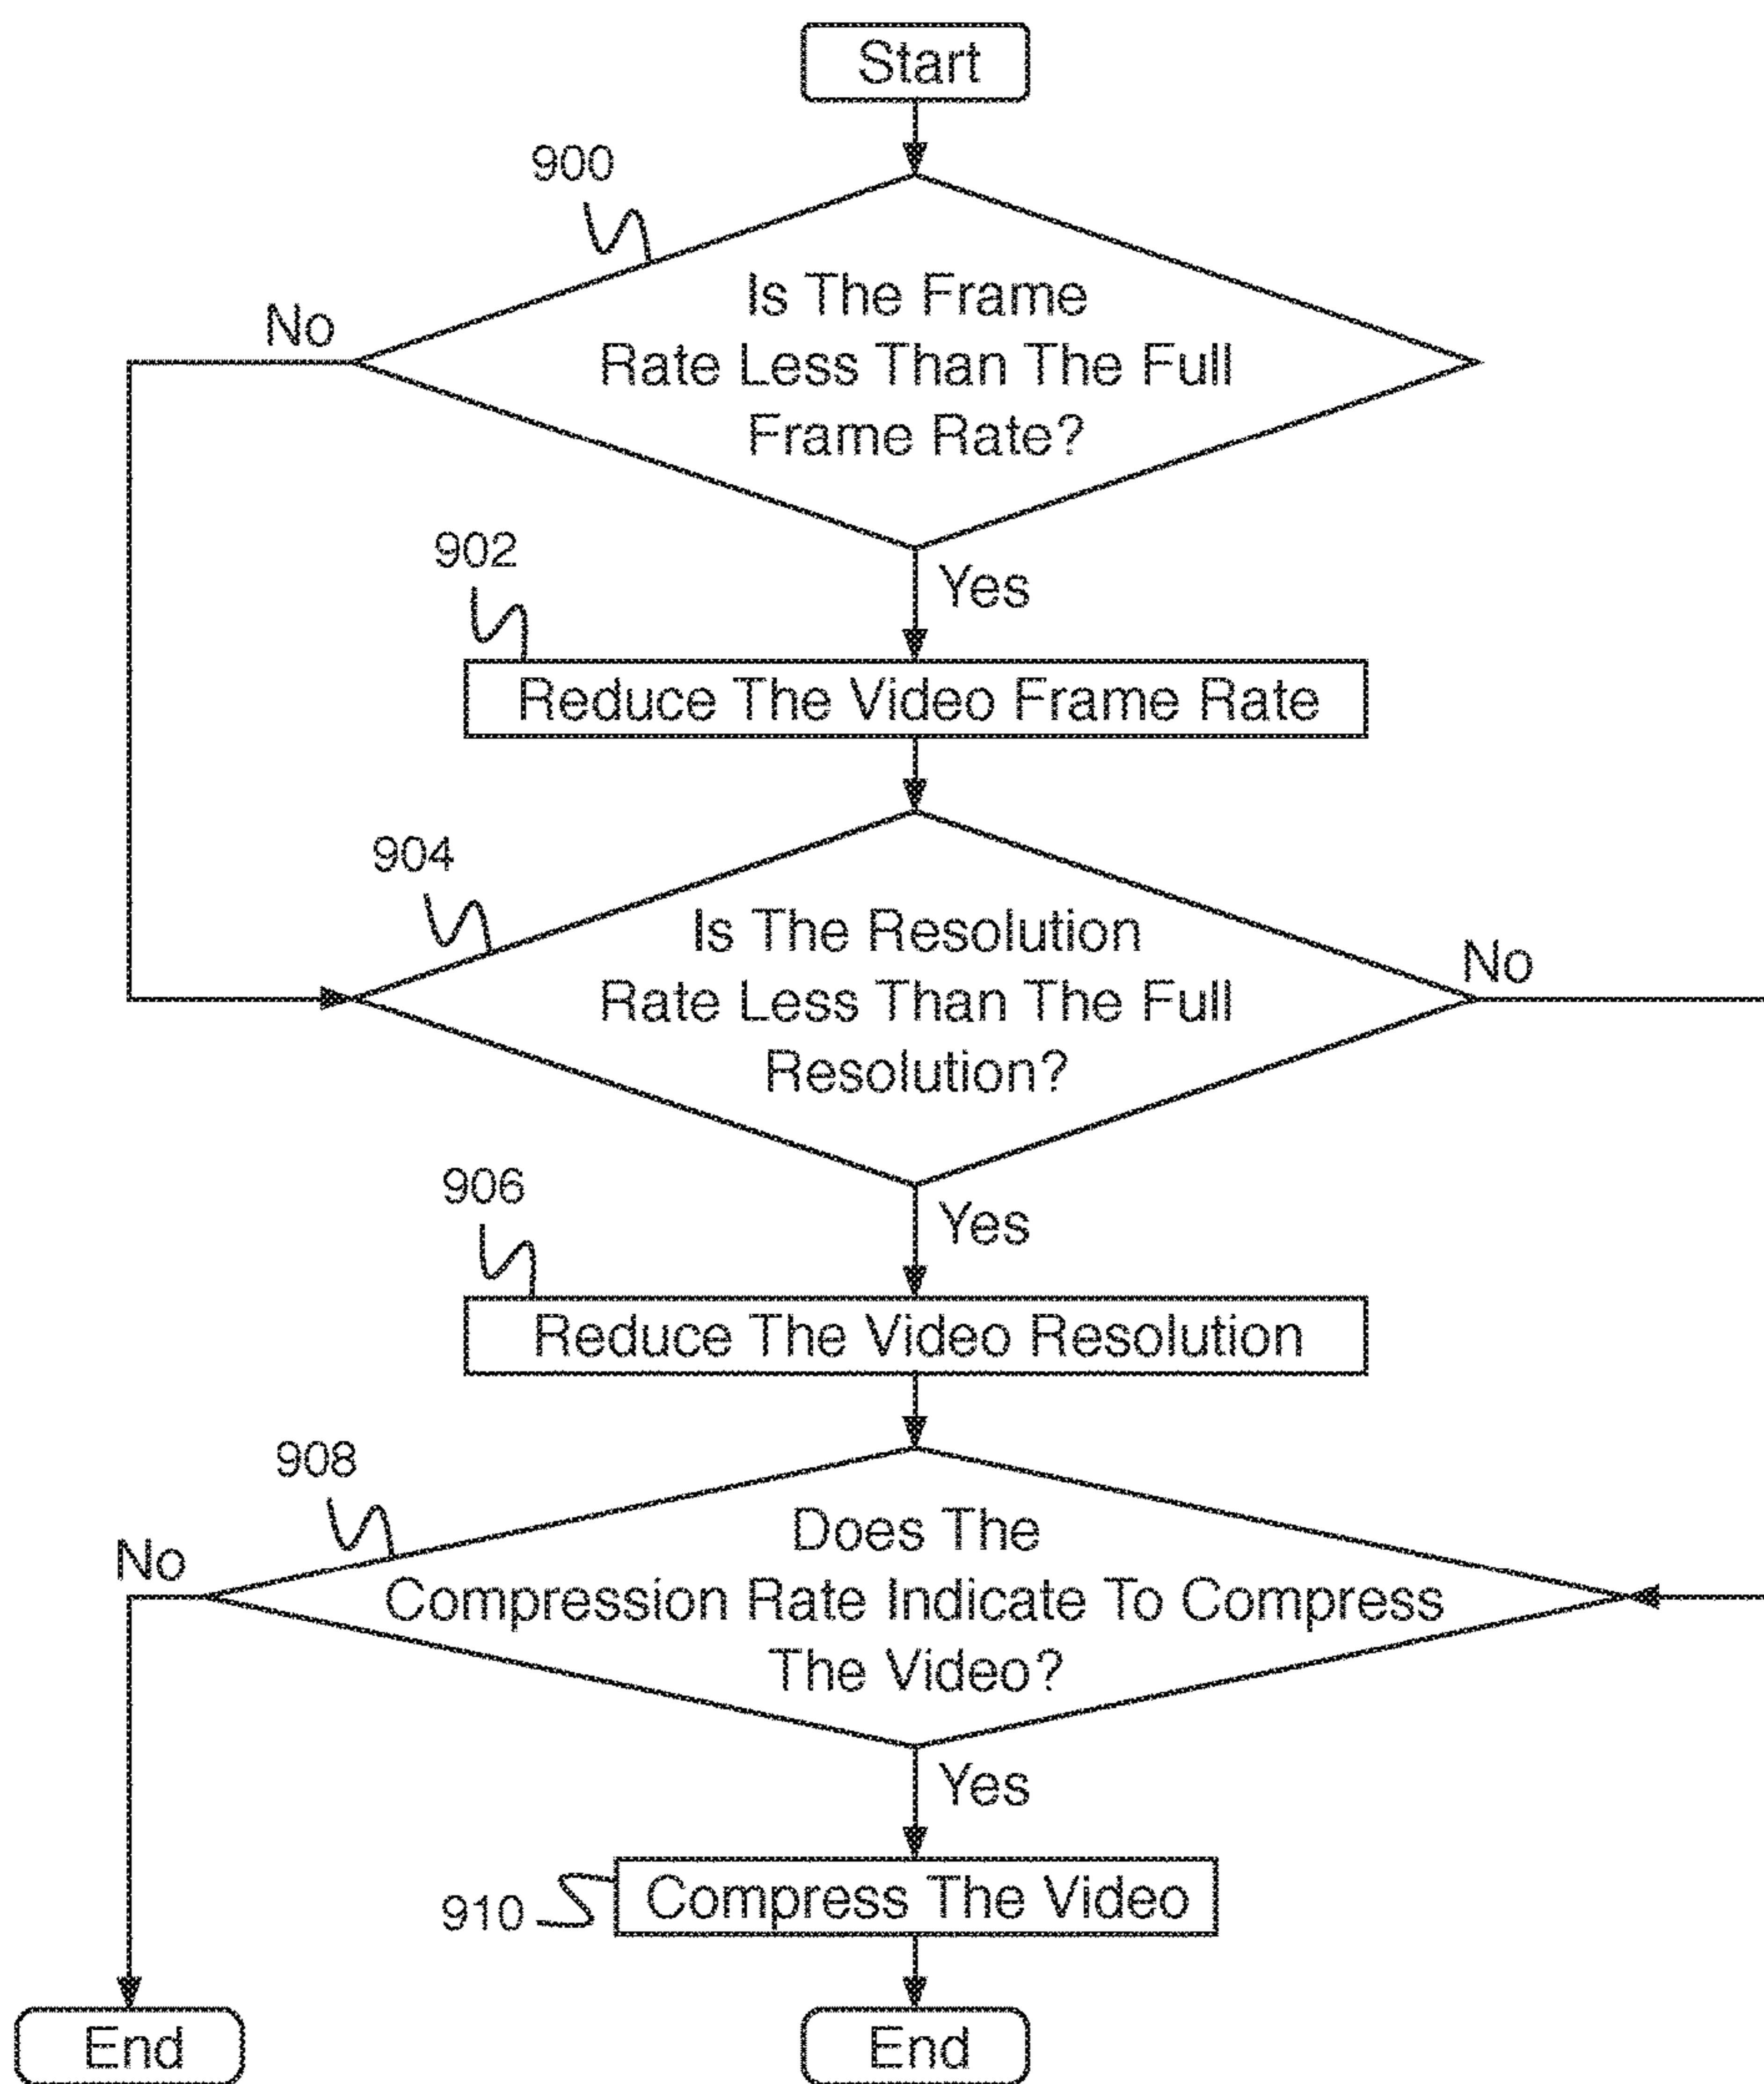 Start
900
Is The Frame
Rate Less Than The Full
Frame Rate?
No
Yes
902
Reduce The Video Frame Rate
904
Is The Resolution
Rate Less Than The Full
Resolution?
No
Yes
906
Reduce The Video Resolution
908
Does The
Compression Rate Indicate To Compress
The Video?
No
Yes
910
Compress The Video
End
End